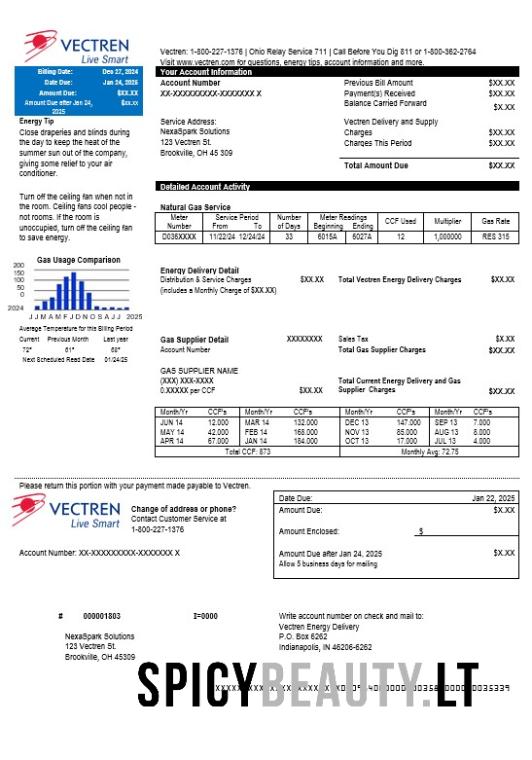 VECTREN
Live Smart
Vectren: 1-800-227-1376 | Ohio Relay Service 711 | Call Before You Dig 811 or 1-800-362-2764
Visit www.vectren.com for questions, energy tips, account information and more.
Billing Date: Dec 27, 2024
Date Due: Jan 24, 2025
Amount Due: $XX.XX
Amount Due after Jan 24, 2025 $xx.xx
Energy Tip
Close draperies and blinds during
the day to keep the heat of the
summer sun out of the company,
giving some relief to your air
conditioner.
Turn off the ceiling fan when not in
the room. Ceiling fans cool people -
not rooms. If the room is
unoccupied, turn off the ceiling fan
to save energy.
Gas Usage Comparison
200
150
100
50
0
2024 J J M A M F J D N O S A J 2025
Average Temperature for this Billing Period
Current Previous Month Last year
72° 61° 68°
Next Scheduled Read Date 01/24/25
Your Account Information
Account Number
XX-XXXXXXXXX-XXXXXXX X
Service Address:
NexaSpark Solutions
123 Vectren St.
Brookville, OH 45 309
Previous Bill Amount $XX.XX
Payment(s) Received $XX.XX
Balance Carried Forward $X.XX
Vectren Delivery and Supply
Charges $XX.XX
Charges This Period $XX.XX
Total Amount Due $XX.XX
Detailed Account Activity
Natural Gas Service
Meter Number Service Period From To Number of Days Meter Readings Beginning Ending CCF Used Multiplier Gas Rate
D036XXXX 11/22/24 12/24/24 33 6015A 6027A 12 1,000000 RES 315
Energy Delivery Detail
Distribution & Service Charges $XX.XX Total Vectren Energy Delivery Charges $XX.XX
(includes a Monthly Charge of $XX.XX)
Gas Supplier Detail XXXXXXXX Sales Tax $X.XX
Account Number Total Gas Supplier Charges $XX.XX
GAS SUPPLIER NAME
(XXX) XXX-XXXX
0.XXXXX per CCF $XX.XX
Total Current Energy Delivery and Gas
Supplier Charges $XX.XX
Month/Yr CCF's Month/Yr CCF's Month/Yr CCF's Month/Yr CCF's
JUN 14 12.000 MAR 14 132.000 DEC 13 147.000 SEP 13 7.000
MAY 14 42.000 FEB 14 168.000 NOV 13 85.000 AUG 13 8.000
APR 14 67.000 JAN 14 184.000 OCT 13 17.000 JUL 13 4.000
Total CCF: 873 Monthly Avg: 72.75
Please return this portion with your payment made payable to Vectren.
VECTREN
Live Smart
Change of address or phone?
Contact Customer Service at
1-800-227-1376
Account Number: XX-XXXXXXXXX-XXXXXXX X
Date Due: Jan 22, 2025
Amount Due: $X.XX
Amount Enclosed: $
Amount Due after Jan 24, 2025 $X.XX
Allow 5 business days for mailing
# 000001803 I=0000
NexaSpark Solutions
123 Vectren St.
Brookville, OH 45309
Write account number on check and mail to:
Vectren Energy Delivery
P.O. Box 6262
Indianapolis, IN 46206-6262
SPICYBEAUTY.LT